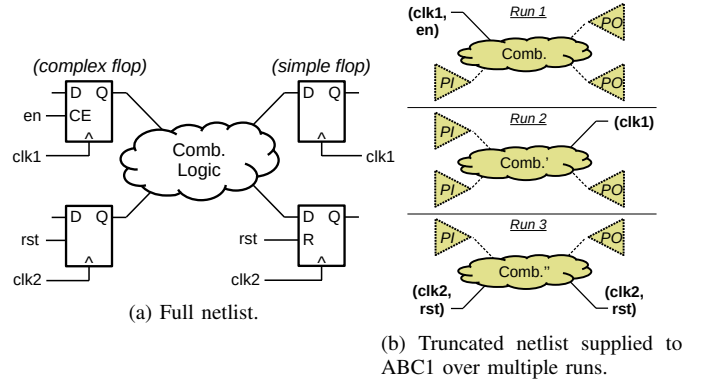 (complex flop)
(simple flop)
D Q
en
CE
clk1
D Q
clk1
Comb.
Logic
D Q
rst
clk2
D Q
rst
R
clk2
(a) Full netlist.
(clk1,
en)
Run 1
PO
Comb.
PI
PO
PI
Run 2
(clk1)
Comb.'
PI
PO
PI
Run 3
PO
Comb."
(clk2,
rst)
(clk2,
rst)
(b) Truncated netlist supplied to
ABC1 over multiple runs.